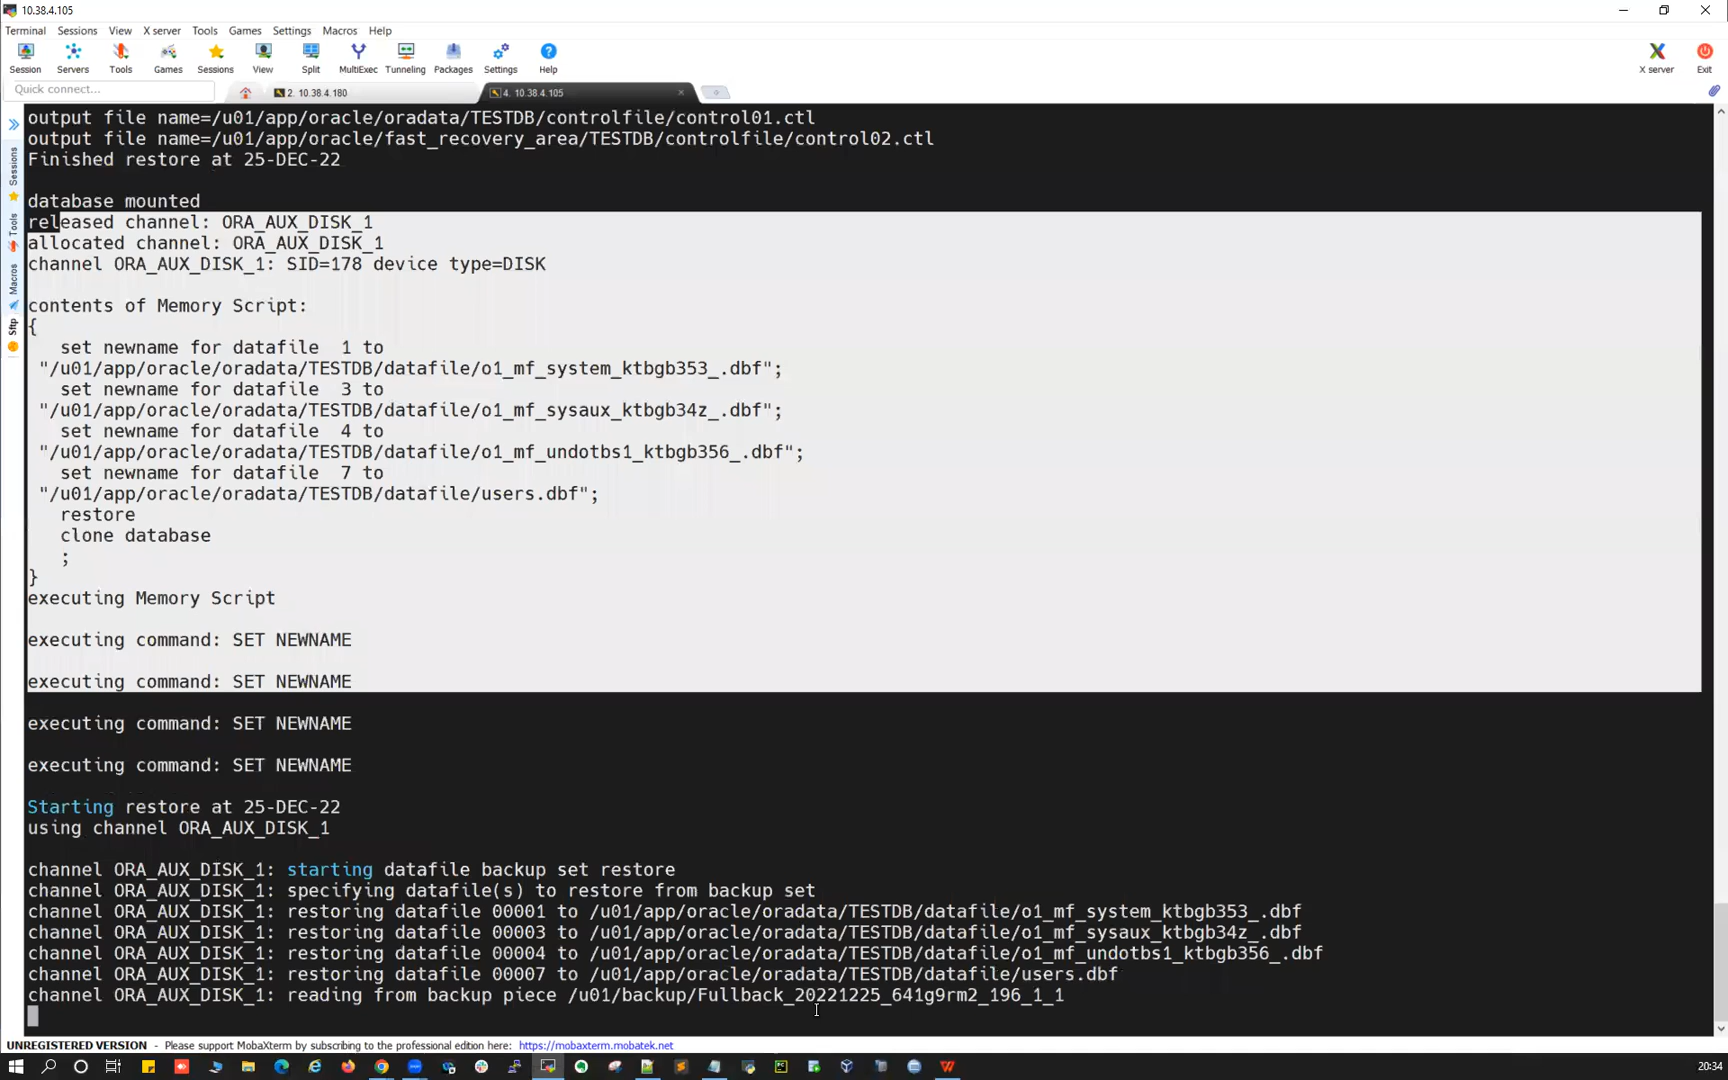 10.38.4.105
Terminal Sessions View X server Tools Games Settings Macros Help
Session Servers Tools Games Sessions View Split MultiExec Tunneling Packages Settings Help X server Exit
Quick connect...
2. 10.38.4.180
4. 10.38.4.105
Sessions
Tools
Macros
Sftp
output file name=/u01/app/oracle/oradata/TESTDB/controlfile/control01.ctl
output file name=/u01/app/oracle/fast_recovery_area/TESTDB/controlfile/control02.ctl
Finished restore at 25-DEC-22
database mounted
released channel: ORA_AUX_DISK_1
allocated channel: ORA_AUX_DISK_1
channel ORA_AUX_DISK_1: SID=178 device type=DISK
contents of Memory Script:
{
set newname for datafile  1 to
"/u01/app/oracle/oradata/TESTDB/datafile/o1_mf_system_ktbgb353_.dbf";
set newname for datafile  3 to
"/u01/app/oracle/oradata/TESTDB/datafile/o1_mf_sysaux_ktbgb34z_.dbf";
set newname for datafile  4 to
"/u01/app/oracle/oradata/TESTDB/datafile/o1_mf_undotbs1_ktbgb356_.dbf";
set newname for datafile  7 to
"/u01/app/oracle/oradata/TESTDB/datafile/users.dbf";
restore
clone database
;
}
executing Memory Script
executing command: SET NEWNAME
executing command: SET NEWNAME
executing command: SET NEWNAME
executing command: SET NEWNAME
Starting restore at 25-DEC-22
using channel ORA_AUX_DISK_1
channel ORA_AUX_DISK_1: starting datafile backup set restore
channel ORA_AUX_DISK_1: specifying datafile(s) to restore from backup set
channel ORA_AUX_DISK_1: restoring datafile 00001 to /u01/app/oracle/oradata/TESTDB/datafile/o1_mf_system_ktbgb353_.dbf
channel ORA_AUX_DISK_1: restoring datafile 00003 to /u01/app/oracle/oradata/TESTDB/datafile/o1_mf_sysaux_ktbgb34z_.dbf
channel ORA_AUX_DISK_1: restoring datafile 00004 to /u01/app/oracle/oradata/TESTDB/datafile/o1_mf_undotbs1_ktbgb356_.dbf
channel ORA_AUX_DISK_1: restoring datafile 00007 to /u01/app/oracle/oradata/TESTDB/datafile/users.dbf
channel ORA_AUX_DISK_1: reading from backup piece /u01/backup/Fullback_20221225_641g9rm2_196_1_1
UNREGISTERED VERSION - Please support MobaXterm by subscribing to the professional edition here: https://mobaxterm.mobatek.net
20:34